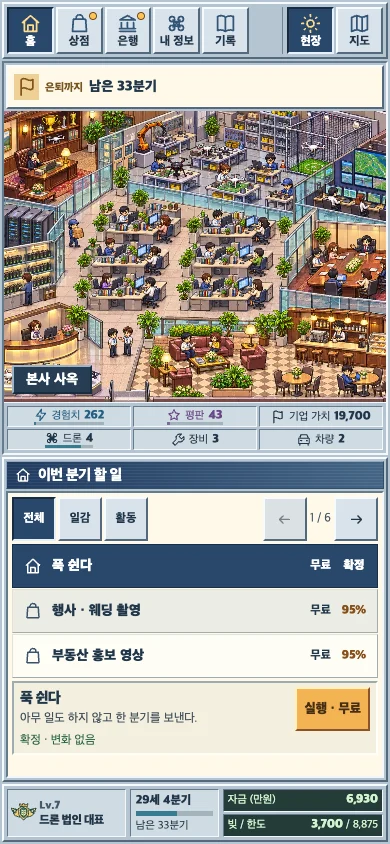 홈
상점
은행
내 정보
기록
현장
지도
은퇴까지 남은 33분기
본사 사옥
경험치 262
평판 43
기업 가치 19,700
드론 4
장비 3
차량 2
이번 분기 할 일
전체
일감
활동
←
1 / 6
→
푹 쉰다 무료 확정
행사 · 웨딩 촬영 무료 95%
부동산 홍보 영상 무료 95%
푹 쉰다
아무 일도 하지 않고 한 분기를 보낸다.
확정 · 변화 없음
실행 · 무료
Lv.7
드론 법인 대표
29세 4분기
남은 33분기
자금 (만원) 6,930
빚 / 한도 3,700 / 8,875